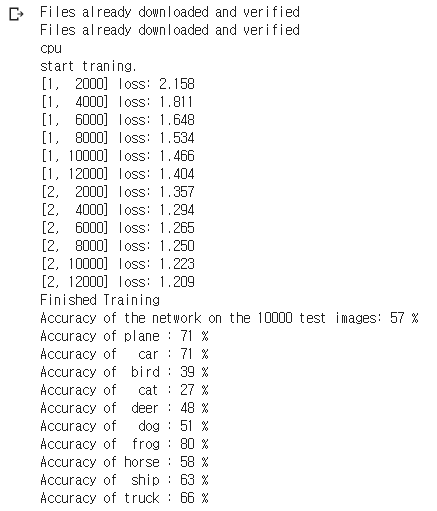 Files already downloaded and verified
Files already downloaded and verified
cpu
start traning.
[1,  2000] loss: 2.158
[1,  4000] loss: 1.811
[1,  6000] loss: 1.648
[1,  8000] loss: 1.534
[1, 10000] loss: 1.466
[1, 12000] loss: 1.404
[2,  2000] loss: 1.357
[2,  4000] loss: 1.294
[2,  6000] loss: 1.265
[2,  8000] loss: 1.250
[2, 10000] loss: 1.223
[2, 12000] loss: 1.209
Finished Training
Accuracy of the network on the 10000 test images: 57 %
Accuracy of plane : 71 %
Accuracy of   car : 71 %
Accuracy of  bird : 39 %
Accuracy of   cat : 27 %
Accuracy of  deer : 48 %
Accuracy of   dog : 51 %
Accuracy of  frog : 80 %
Accuracy of horse : 58 %
Accuracy of  ship : 63 %
Accuracy of truck : 66 %